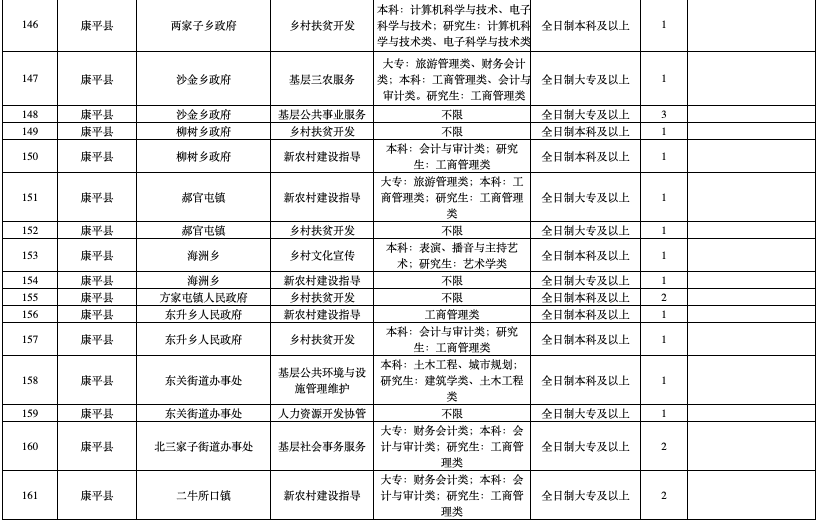 146 康平县 两家子乡政府 乡村扶贫开发 本科：计算机科学与技术、电子科学与技术；研究生：计算机科学与技术类、电子科学与技术类 全日制本科及以上 1
147 康平县 沙金乡政府 基层三农服务 大专：旅游管理类、财务会计类；本科：工商管理类、会计与审计类。研究生：工商管理类 全日制大专及以上 1
148 康平县 沙金乡政府 基层公共事业服务 不限 全日制大专及以上 3
149 康平县 柳树乡政府 乡村扶贫开发 不限 全日制本科及以上 1
150 康平县 柳树乡政府 新农村建设指导 本科：会计与审计类；研究生：工商管理类 全日制本科及以上 1
151 康平县 郝官屯镇 新农村建设指导 大专：旅游管理类；本科：工商管理类；研究生：工商管理类 全日制大专及以上 1
152 康平县 郝官屯镇 乡村扶贫开发 不限 全日制大专及以上 1
153 康平县 海洲乡 乡村文化宣传 本科：表演、播音与主持艺术；研究生：艺术学类 全日制本科及以上 1
154 康平县 海洲乡 新农村建设指导 不限 全日制大专及以上 1
155 康平县 方家屯镇人民政府 乡村扶贫开发 不限 全日制本科及以上 2
156 康平县 东升乡人民政府 新农村建设指导 工商管理类 全日制本科及以上 1
157 康平县 东升乡人民政府 乡村扶贫开发 本科：会计与审计类；研究生：工商管理类 全日制本科及以上 1
158 康平县 东关街道办事处 基层公共环境与设施管理维护 本科：土木工程、城市规划；研究生：建筑学类、土木工程类 全日制本科及以上 1
159 康平县 东关街道办事处 人力资源开发协管 不限 全日制大专及以上 1
160 康平县 北三家子街道办事处 基层社会事务服务 大专：财务会计类；本科：会计与审计类；研究生：工商管理类 全日制大专及以上 2
161 康平县 二牛所口镇 新农村建设指导 大专：财务会计类；本科：会计与审计类；研究生：工商管理类 全日制大专及以上 2